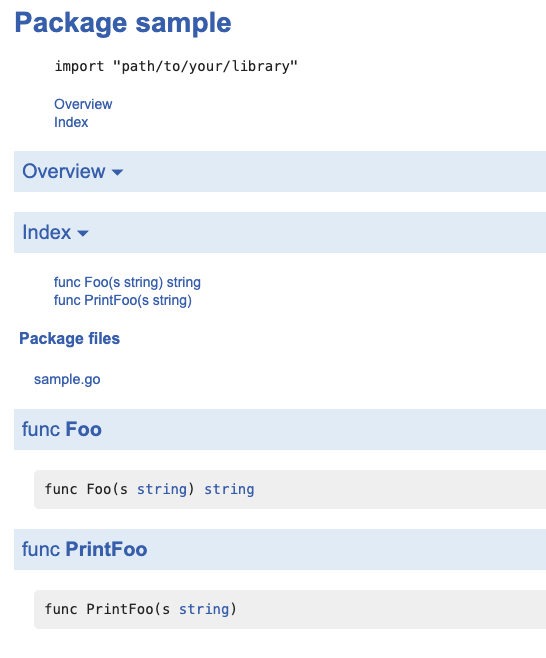 Package sample
import "path/to/your/library"
Overview
Index
Overview
Index
func Foo(s string) string
func PrintFoo(s string)
Package files
sample.go
func Foo
func Foo(s string) string
func PrintFoo
func PrintFoo(s string)